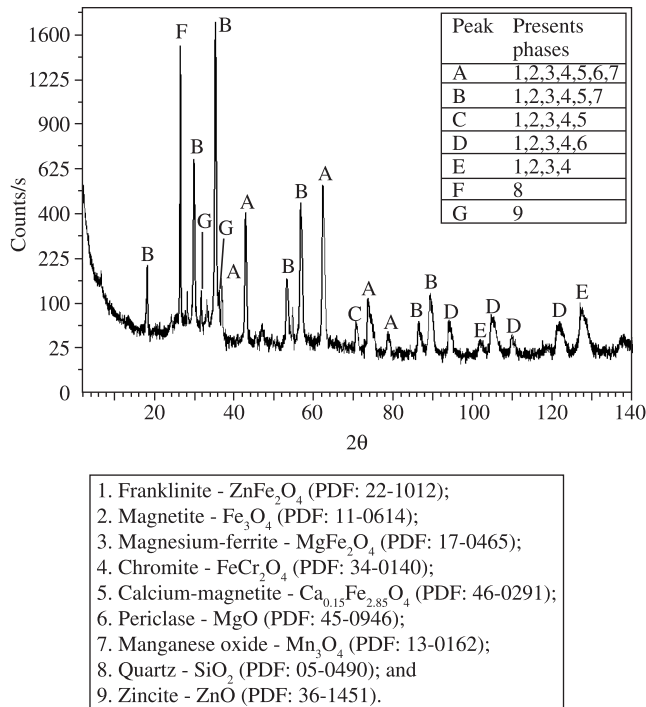 1600
1225
900
625
400
225
100
25
0
Counts/s
F
B
B
G
G
B
A
A
B
B
A
C
A
A
B
B
D
E
D
D
D
E
20 40 60 80 100 120 140
2θ
Peak Presents phases
A 1,2,3,4,5,6,7
B 1,2,3,4,5,7
C 1,2,3,4,5
D 1,2,3,4,6
E 1,2,3,4
F 8
G 9
1. Franklinite - ZnFe₂O₄ (PDF: 22-1012);
2. Magnetite - Fe₃O₄ (PDF: 11-0614);
3. Magnesium-ferrite - MgFe₂O₄ (PDF: 17-0465);
4. Chromite - FeCr₂O₄ (PDF: 34-0140);
5. Calcium-magnetite - Ca₀.₁₅Fe₂.₈₅O₄ (PDF: 46-0291);
6. Periclase - MgO (PDF: 45-0946);
7. Manganese oxide - Mn₃O₄ (PDF: 13-0162);
8. Quartz - SiO₂ (PDF: 05-0490); and
9. Zincite - ZnO (PDF: 36-1451).